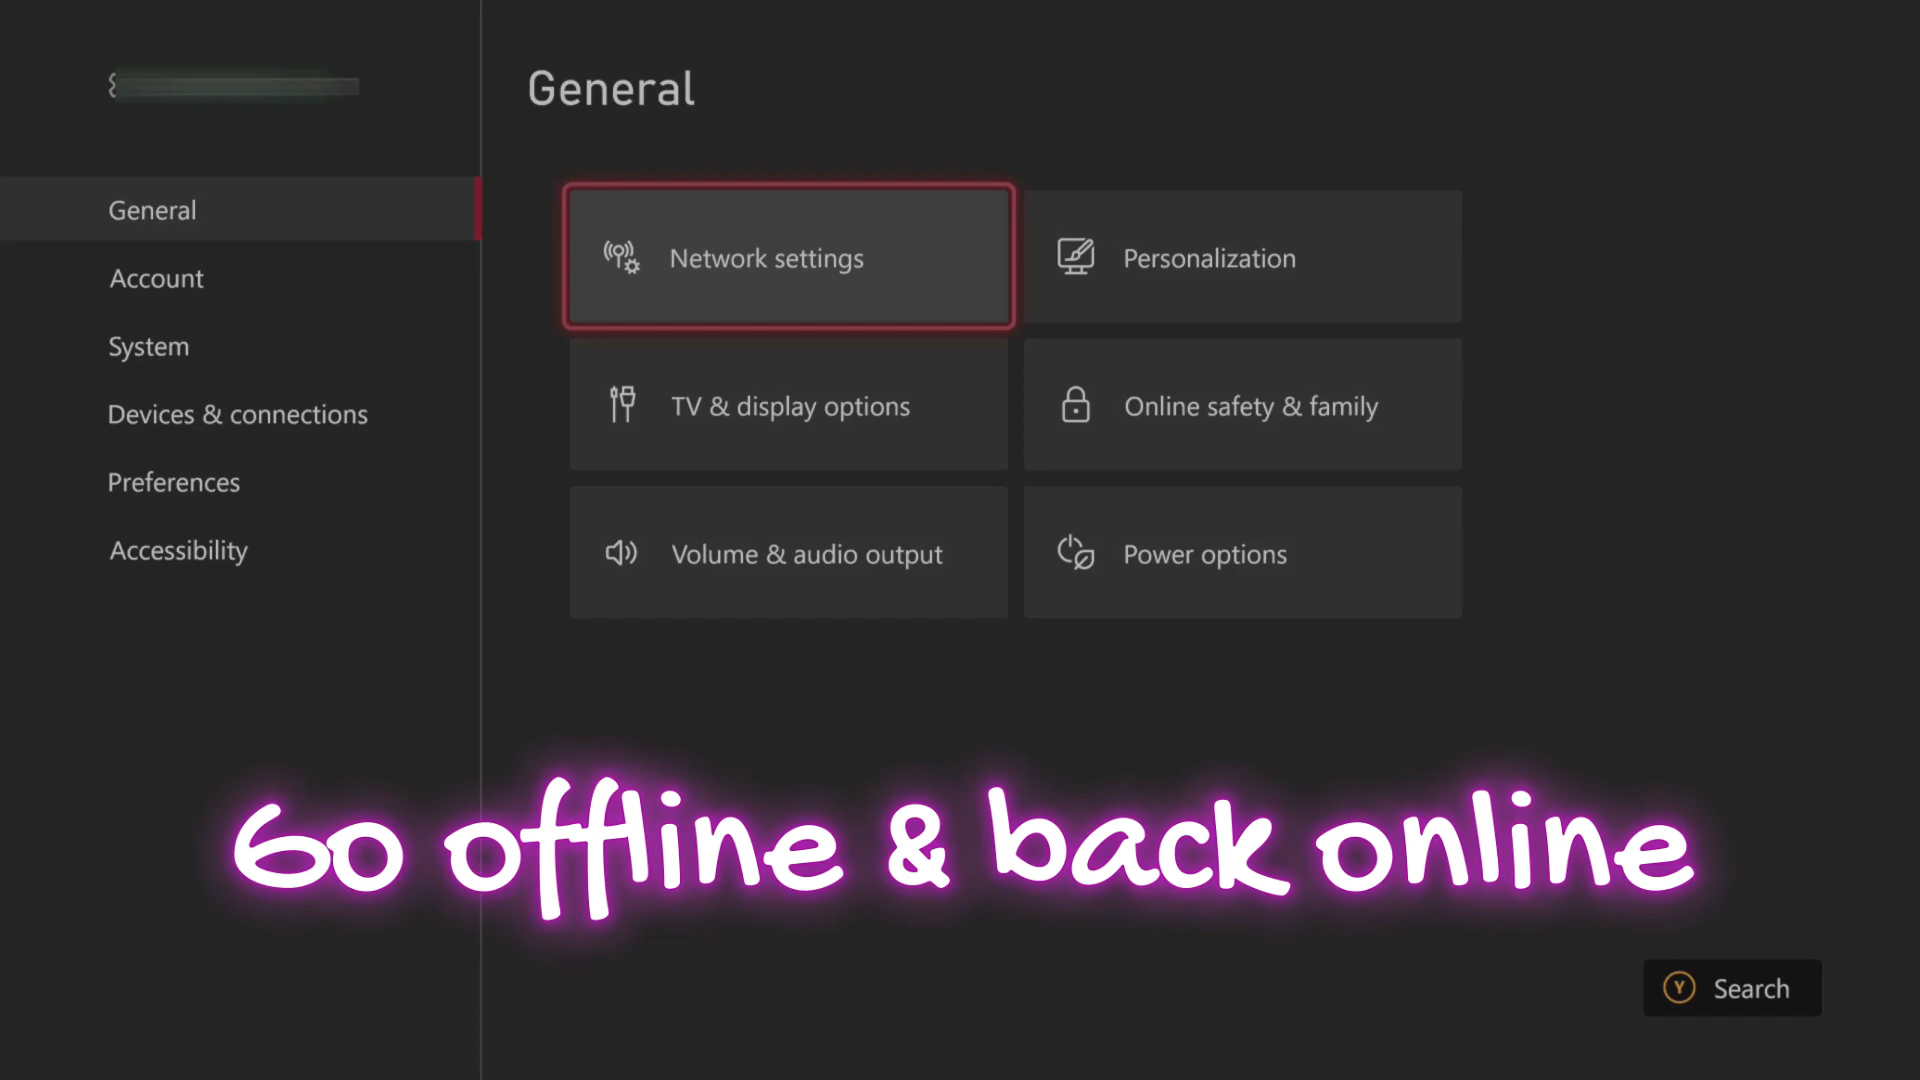 General
General
Account
System
Devices & connections
Preferences
Accessibility
Network settings
Personalization
TV & display options
Online safety & family
Volume & audio output
Power options
Go offline & back online
Y Search